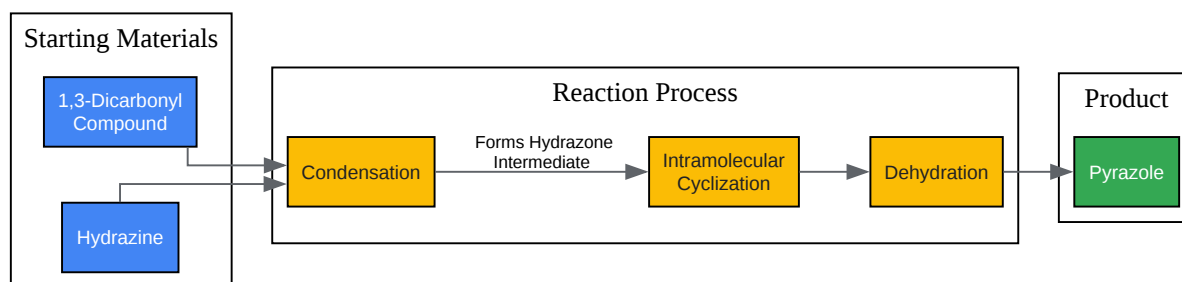 Starting Materials
1,3-Dicarbonyl
Compound
Hydrazine
Reaction Process
Condensation
Forms Hydrazone
Intermediate
Intramolecular
Cyclization
Dehydration
Product
Pyrazole